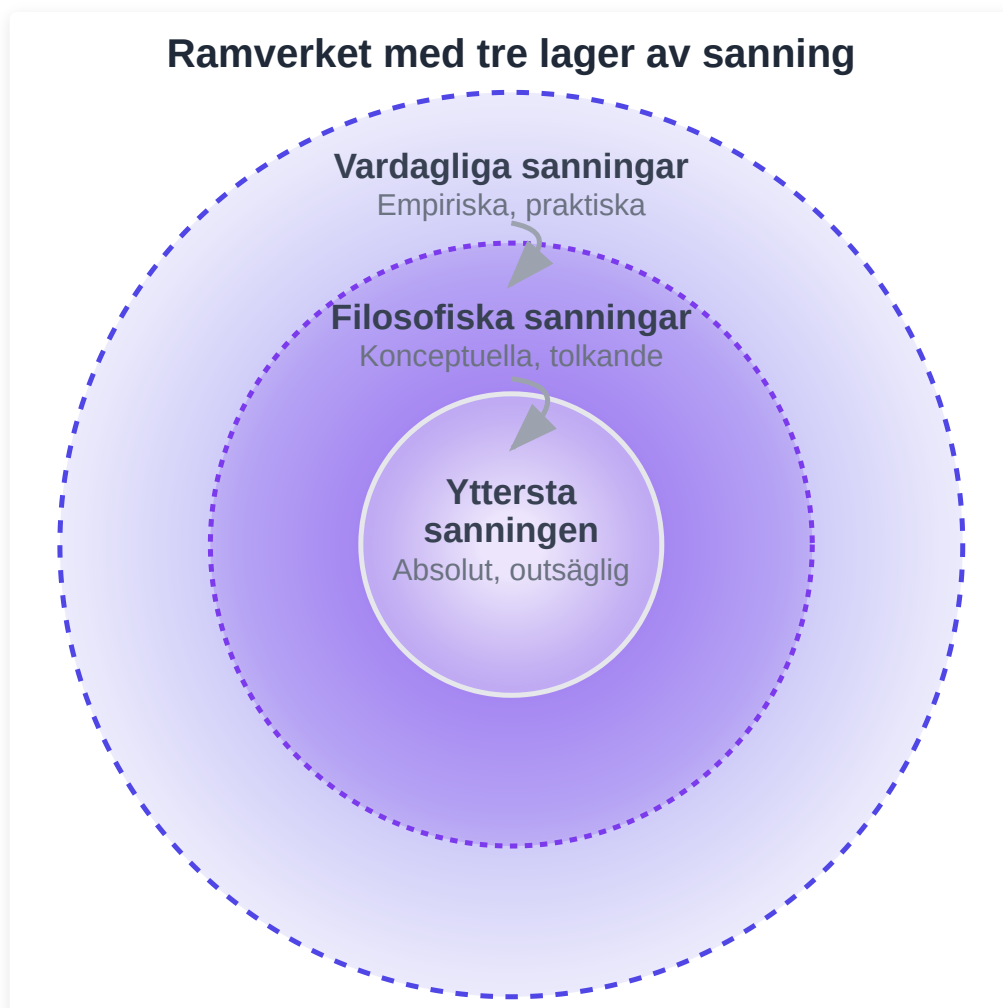 Ramverket med tre lager av sanning
Vardagliga sanningar
Empiriska, praktiska
Filosofiska sanningar
Konceptuella, tolkande
Yttersta
sanningen
Absolut, outsäglig